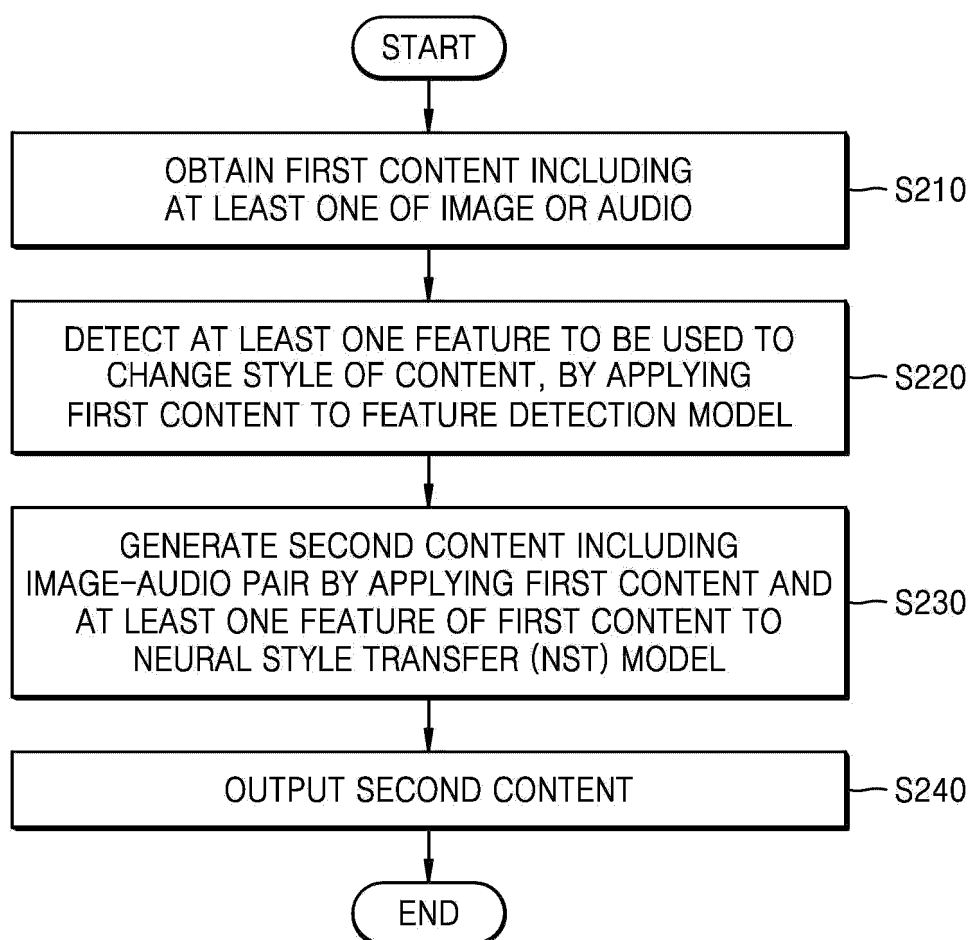 START
OBTAIN FIRST CONTENT INCLUDING
AT LEAST ONE OF IMAGE OR AUDIO
S210
DETECT AT LEAST ONE FEATURE TO BE USED TO
CHANGE STYLE OF CONTENT, BY APPLYING
FIRST CONTENT TO FEATURE DETECTION MODEL
S220
GENERATE SECOND CONTENT INCLUDING
IMAGE-AUDIO PAIR BY APPLYING FIRST CONTENT AND
AT LEAST ONE FEATURE OF FIRST CONTENT TO
NEURAL STYLE TRANSFER (NST) MODEL
S230
OUTPUT SECOND CONTENT
S240
END